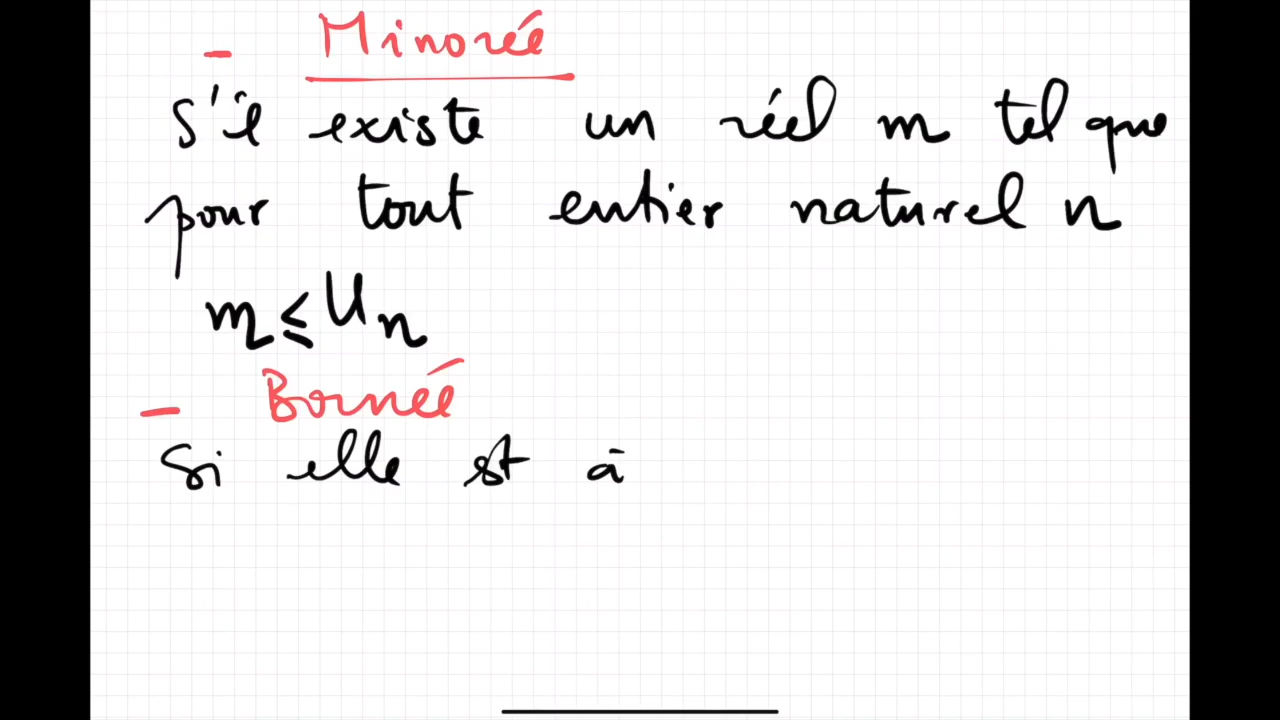 - Minorée
S'il existe un réel m tel que
pour tout entier naturel n
m ≤ Un
- Bornée
Si elle est à